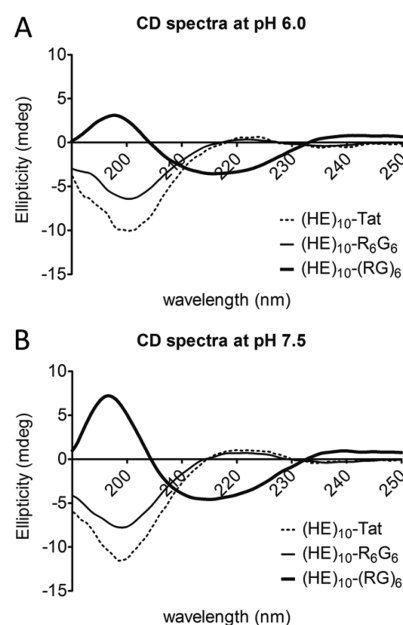 A
CD spectra at pH 6.0
Ellipticity (mdeg)
10
5
0
-5
-10
-15
200
210
220
230
240
250
(HE)₁₀-Tat
(HE)₁₀-R₆G₆
(HE)₁₀-(RG)₆
wavelength (nm)
B
CD spectra at pH 7.5
Ellipticity (mdeg)
10
5
0
-5
-10
-15
200
210
220
230
240
250
(HE)₁₀-Tat
(HE)₁₀-R₆G₆
(HE)₁₀-(RG)₆
wavelength (nm)